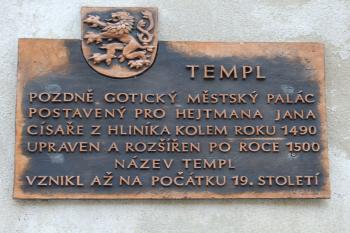 TEMPL
POZDNĚ GOTICKÝ MĚSTSKÝ PALÁC
POSTAVENÝ PRO HEJTMANA JANA
CÍSAŘE Z HLINÍKA KOLEM ROKU 1490
UPRAVEN A ROZŠÍŘEN PO ROCE 1500
NÁZEV TEMPL
VZNIKL AŽ NA POČÁTKU 19. STOLETÍ